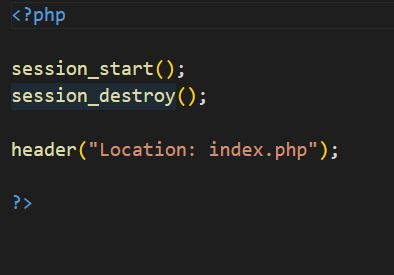 <?php
session_start();
session_destroy();
header("Location: index.php");
?>